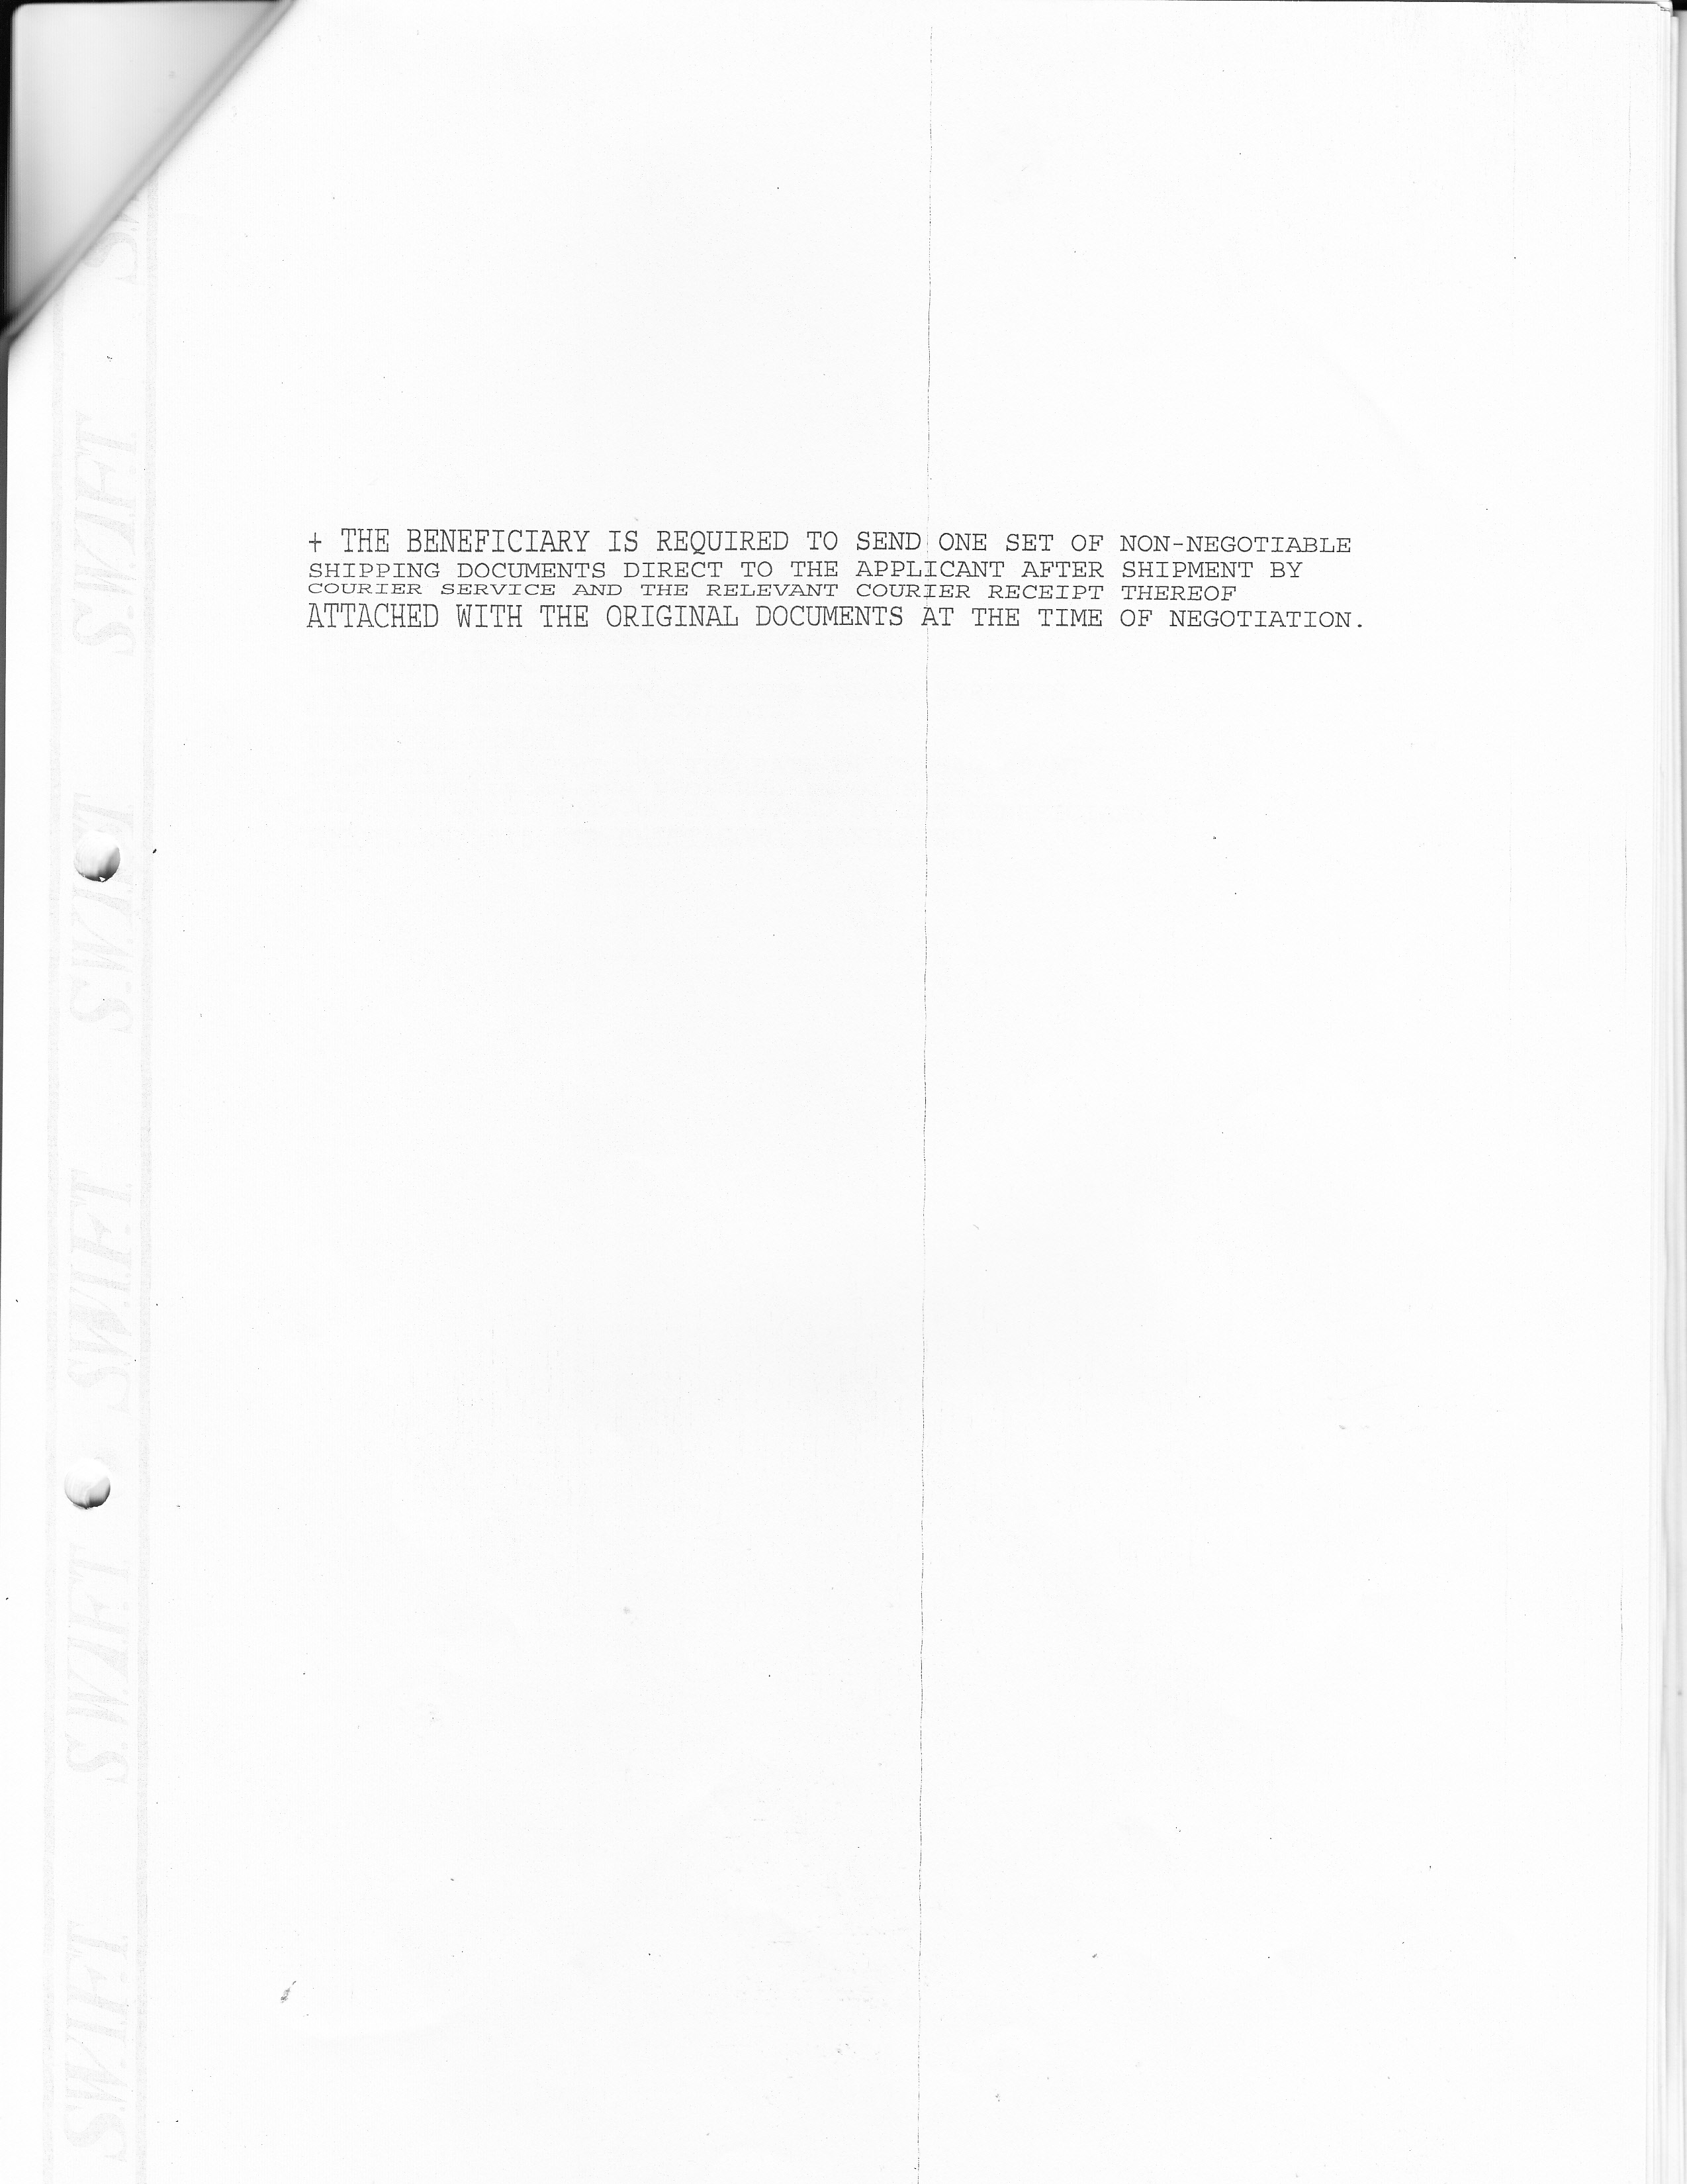 + THE BENEFICIARY IS REQUIRED TO SEND ONE SET OF NON-NEGOTIABLE
SHIPPING DOCUMENTS DIRECT TO THE APPLICANT AFTER SHIPMENT BY
COURIER SERVICE AND THE RELEVANT COURIER RECEIPT THEREOF
ATTACHED WITH THE ORIGINAL DOCUMENTS AT THE TIME OF NEGOTIATION.
S.W.I.F.T
S.W.I.F.T
S.W.I.F.T
S.W.I.F.T
S.W.I.F.T